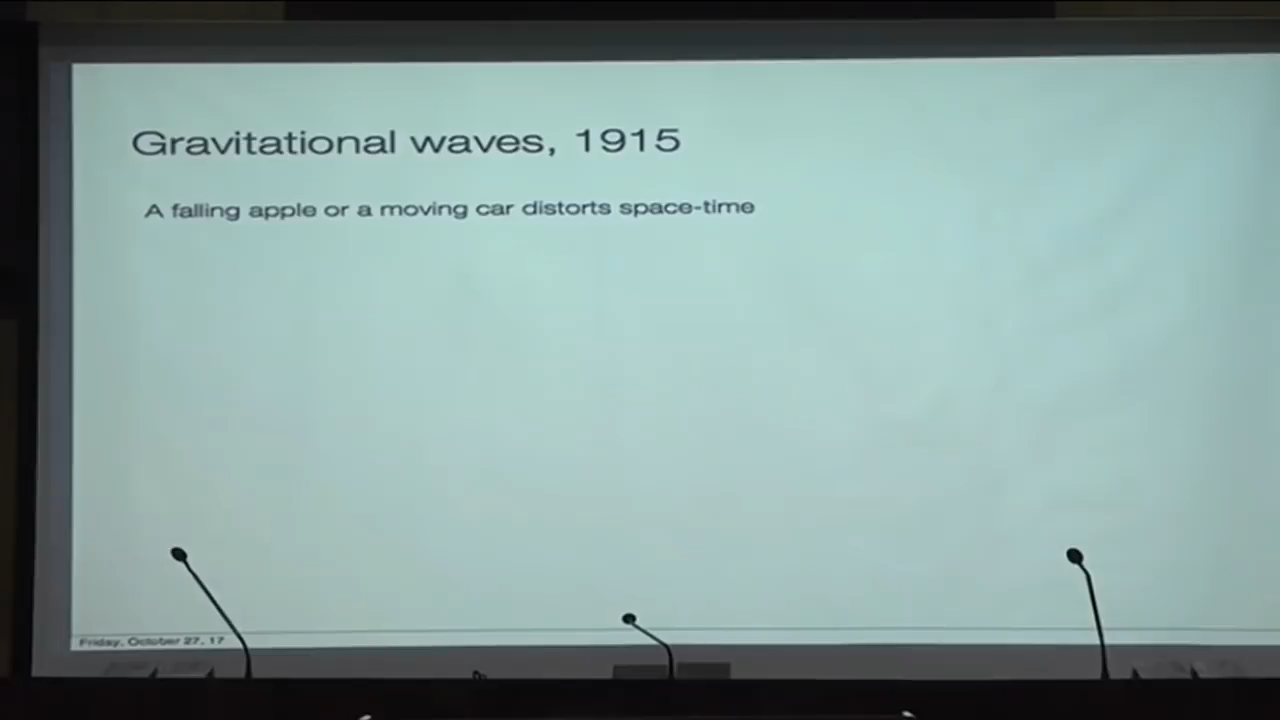 Gravitational waves, 1915
A falling apple or a moving car distorts space-time
Friday, October 27, 17